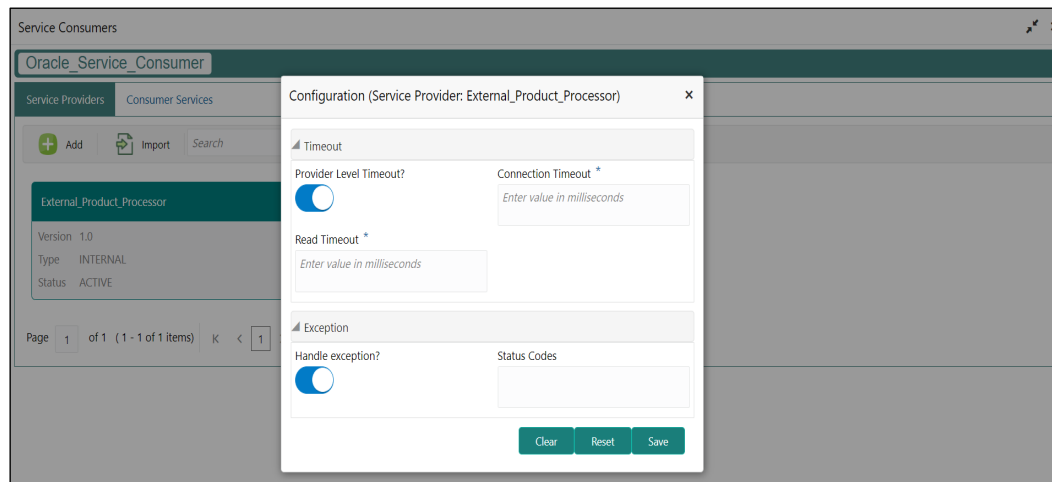 Service Consumers
Oracle_Service_Consumer
Service Providers Consumer Services
Add Import Search
External_Product_Processor
Version 1.0
Type INTERNAL
Status ACTIVE
Page 1 of 1 ( 1 - 1 of 1 items) K < 1
Configuration (Service Provider: External_Product_Processor) ×
Timeout
Provider Level Timeout? Connection Timeout *
Enter value in milliseconds
Read Timeout *
Enter value in milliseconds
Exception
Handle exception? Status Codes
Clear Reset Save